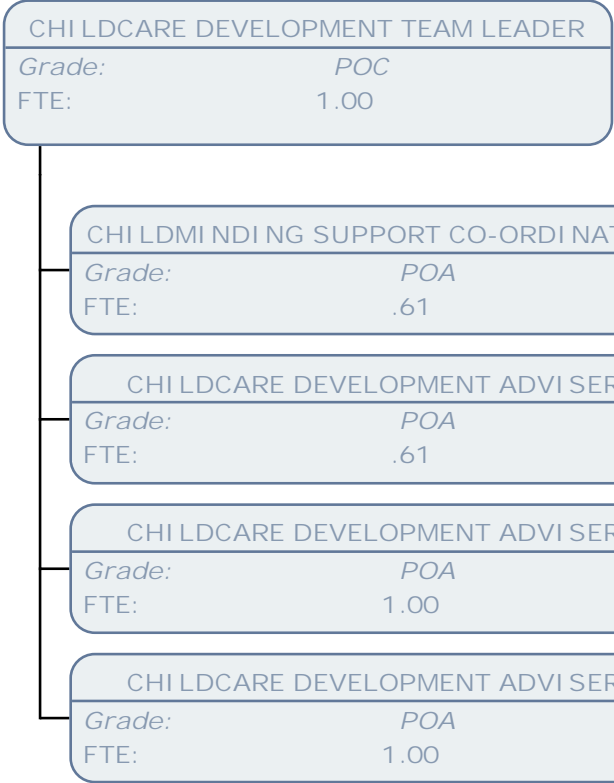 CHILDCARE DEVELOPMENT TEAM LEADER
Grade: POC
FTE: 1.00
CHILDMINDING SUPPORT CO-ORDINAT
Grade: POA
FTE: .61
CHILDCARE DEVELOPMENT ADVISER
Grade: POA
FTE: .61
CHILDCARE DEVELOPMENT ADVISER
Grade: POA
FTE: 1.00
CHILDCARE DEVELOPMENT ADVISER
Grade: POA
FTE: 1.00